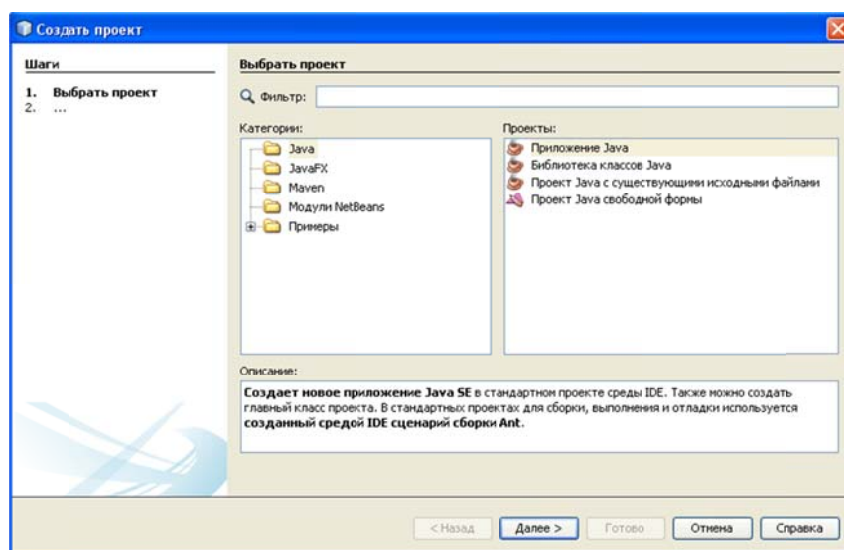 Создать проект
Шаги
1. Выбрать проект
2. ...
Выбрать проект
Фильтр:
Категории:
Java
JavaFX
Maven
Модули NetBeans
Примеры
Проекты:
Приложение Java
Библиотека классов Java
Проект Java с существующими исходными файлами
Проект Java свободной формы
Описание:
Создает новое приложение Java SE в стандартном проекте среды IDE. Также можно создать
главный класс проекта. В стандартных проектах для сборки, выполнения и отладки используется
созданный средой IDE сценарий сборки Ant.
< Назад
Далее >
Готово
Отмена
Справка